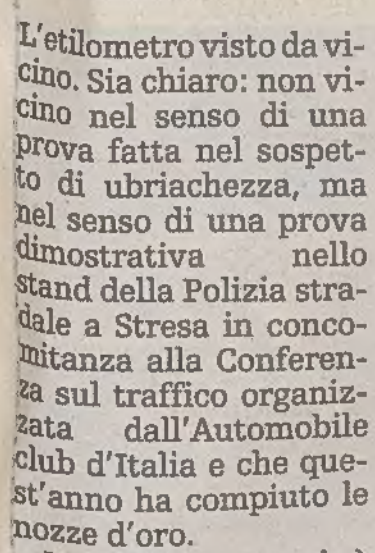 L'etilometro visto da vi-
cino. Sia chiaro: non vi-
cino nel senso di una
prova fatta nel sospet-
to di ubriachezza, ma
nel senso di una prova
dimostrativa nello
stand della Polizia stra-
dale a Stresa in conco-
mitanza alla Conferen-
za sul traffico organiz-
zata dall'Automobile
club d'Italia e che que-
st'anno ha compiuto le
nozze d'oro.